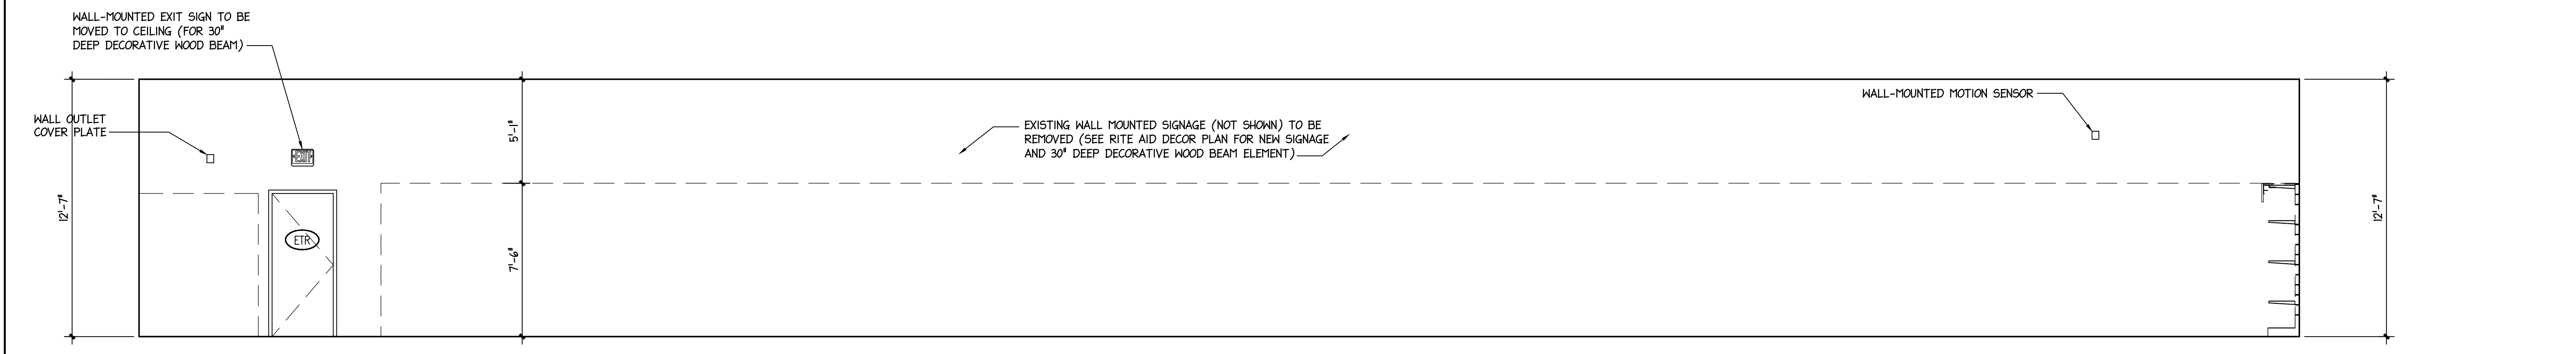 WALL-MOUNTED EXIT SIGN TO BE
MOVED TO CEILING (FOR 30"
DEEP DECORATIVE WOOD BEAM)
WALL OUTLET
COVER PLATE
EXIT
ETR
12'-7"
5'-1"
7'-6"
EXISTING WALL MOUNTED SIGNAGE (NOT SHOWN) TO BE
REMOVED (SEE RITE AID DECOR PLAN FOR NEW SIGNAGE
AND 30" DEEP DECORATIVE WOOD BEAM ELEMENT)
WALL-MOUNTED MOTION SENSOR
12'-7"